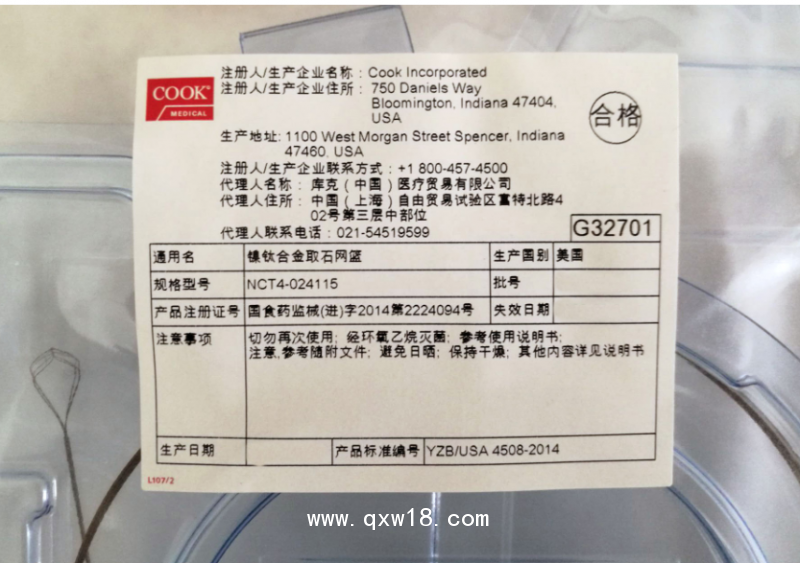 COOK®
MEDICAL
注册人/生产企业名称：Cook Incorporated
注册人/生产企业住所： 750 Daniels Way
Bloomington, Indiana 47404,
USA
合格
生产地址: 1100 West Morgan Street Spencer, Indiana
47460, USA
注册人/生产企业联系方式：+1 800-457-4500
代理人名称： 库克（中国）医疗贸易有限公司
代理人住所： 中国（上海）自由贸易试验区富特北路4
02号第三层中部位
代理人联系电话：021-54519599
G32701
通用名 镍钛合金取石网篮 生产国别 美国
规格型号 NCT4-024115 批号
产品注册证号 国食药监械(进)字2014第2224094号 失效日期
注意事项 切勿再次使用; 经环氧乙烷灭菌; 参考使用说明书;
注意,参考随附文件; 避免日晒; 保持干燥; 其他内容详见说明书
生产日期 产品标准编号 YZB/USA 4508-2014
L107/2
www.qxw18.com